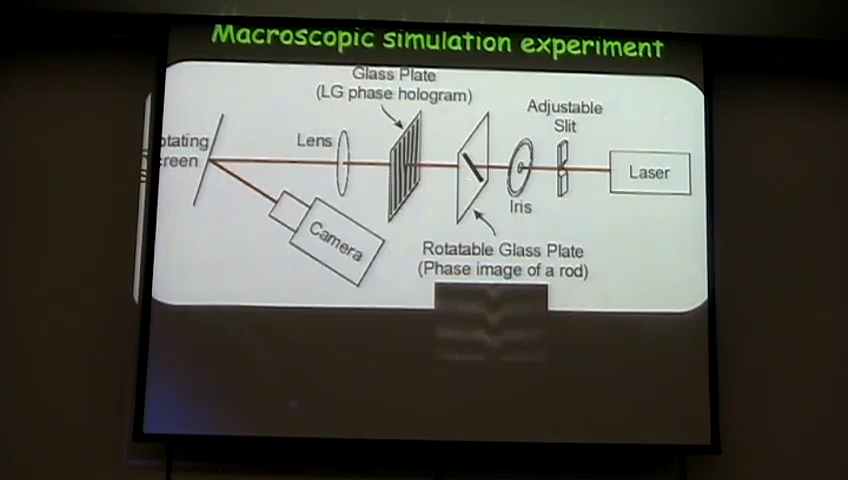 Macroscopic simulation experiment
Glass Plate
(LG phase hologram)
Adjustable
Slit
Lens
otating
creen
Laser
Iris
Camera
Rotatable Glass Plate
(Phase image of a rod)